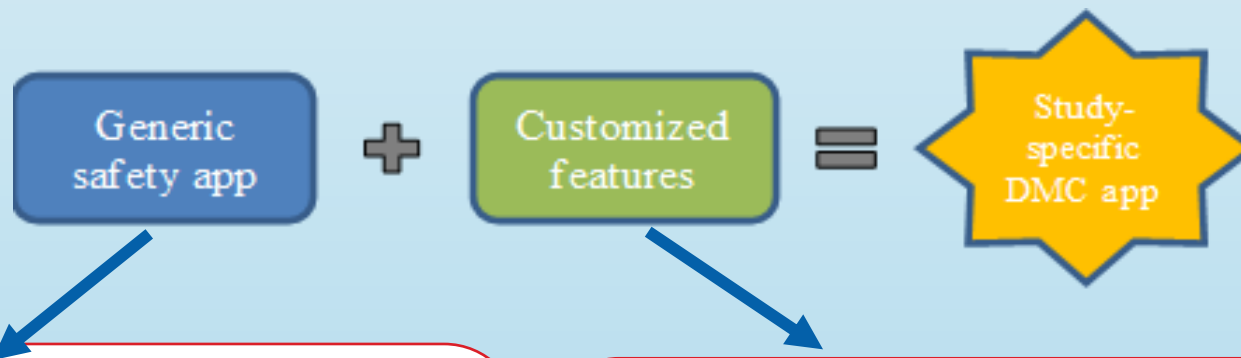 Generic
safety app
Customized
features
Study-
specific
DMC app